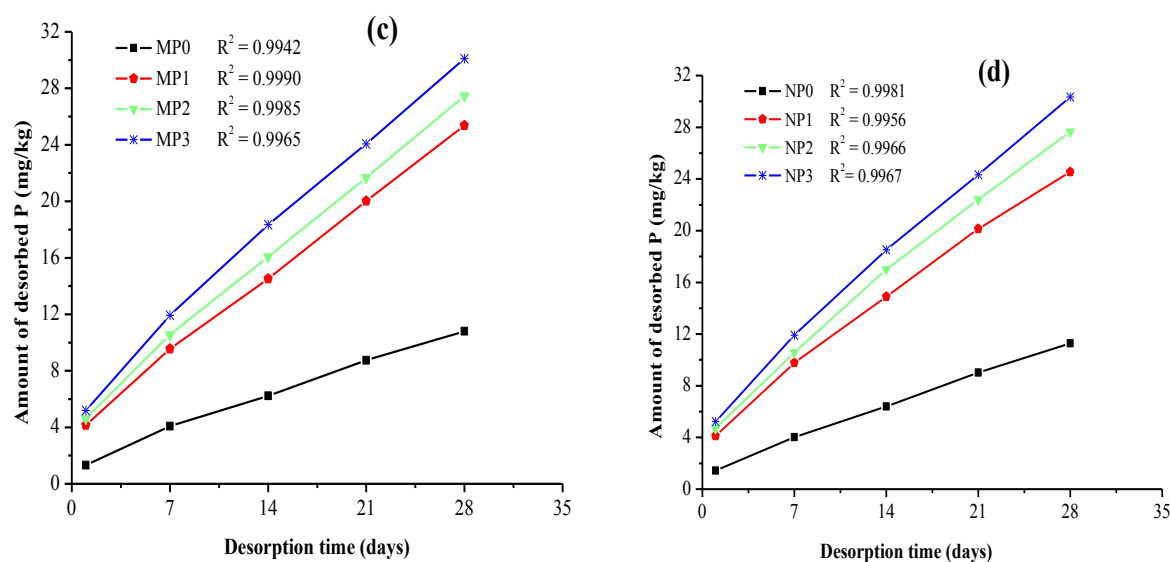 (c)
MP0 R² = 0.9942
MP1 R² = 0.9990
MP2 R² = 0.9985
MP3 R² = 0.9965
Amount of desorbed P (mg/kg)
32
28
24
20
16
12
8
4
0
0 7 14 21 28 35
Desorption time (days)
(d)
NP0 R² = 0.9981
NP1 R² = 0.9956
NP2 R² = 0.9966
NP3 R² = 0.9967
Amount of desorbed P (mg/kg)
32
28
24
20
16
12
8
4
0
0 7 14 21 28 35
Desorption time (days)